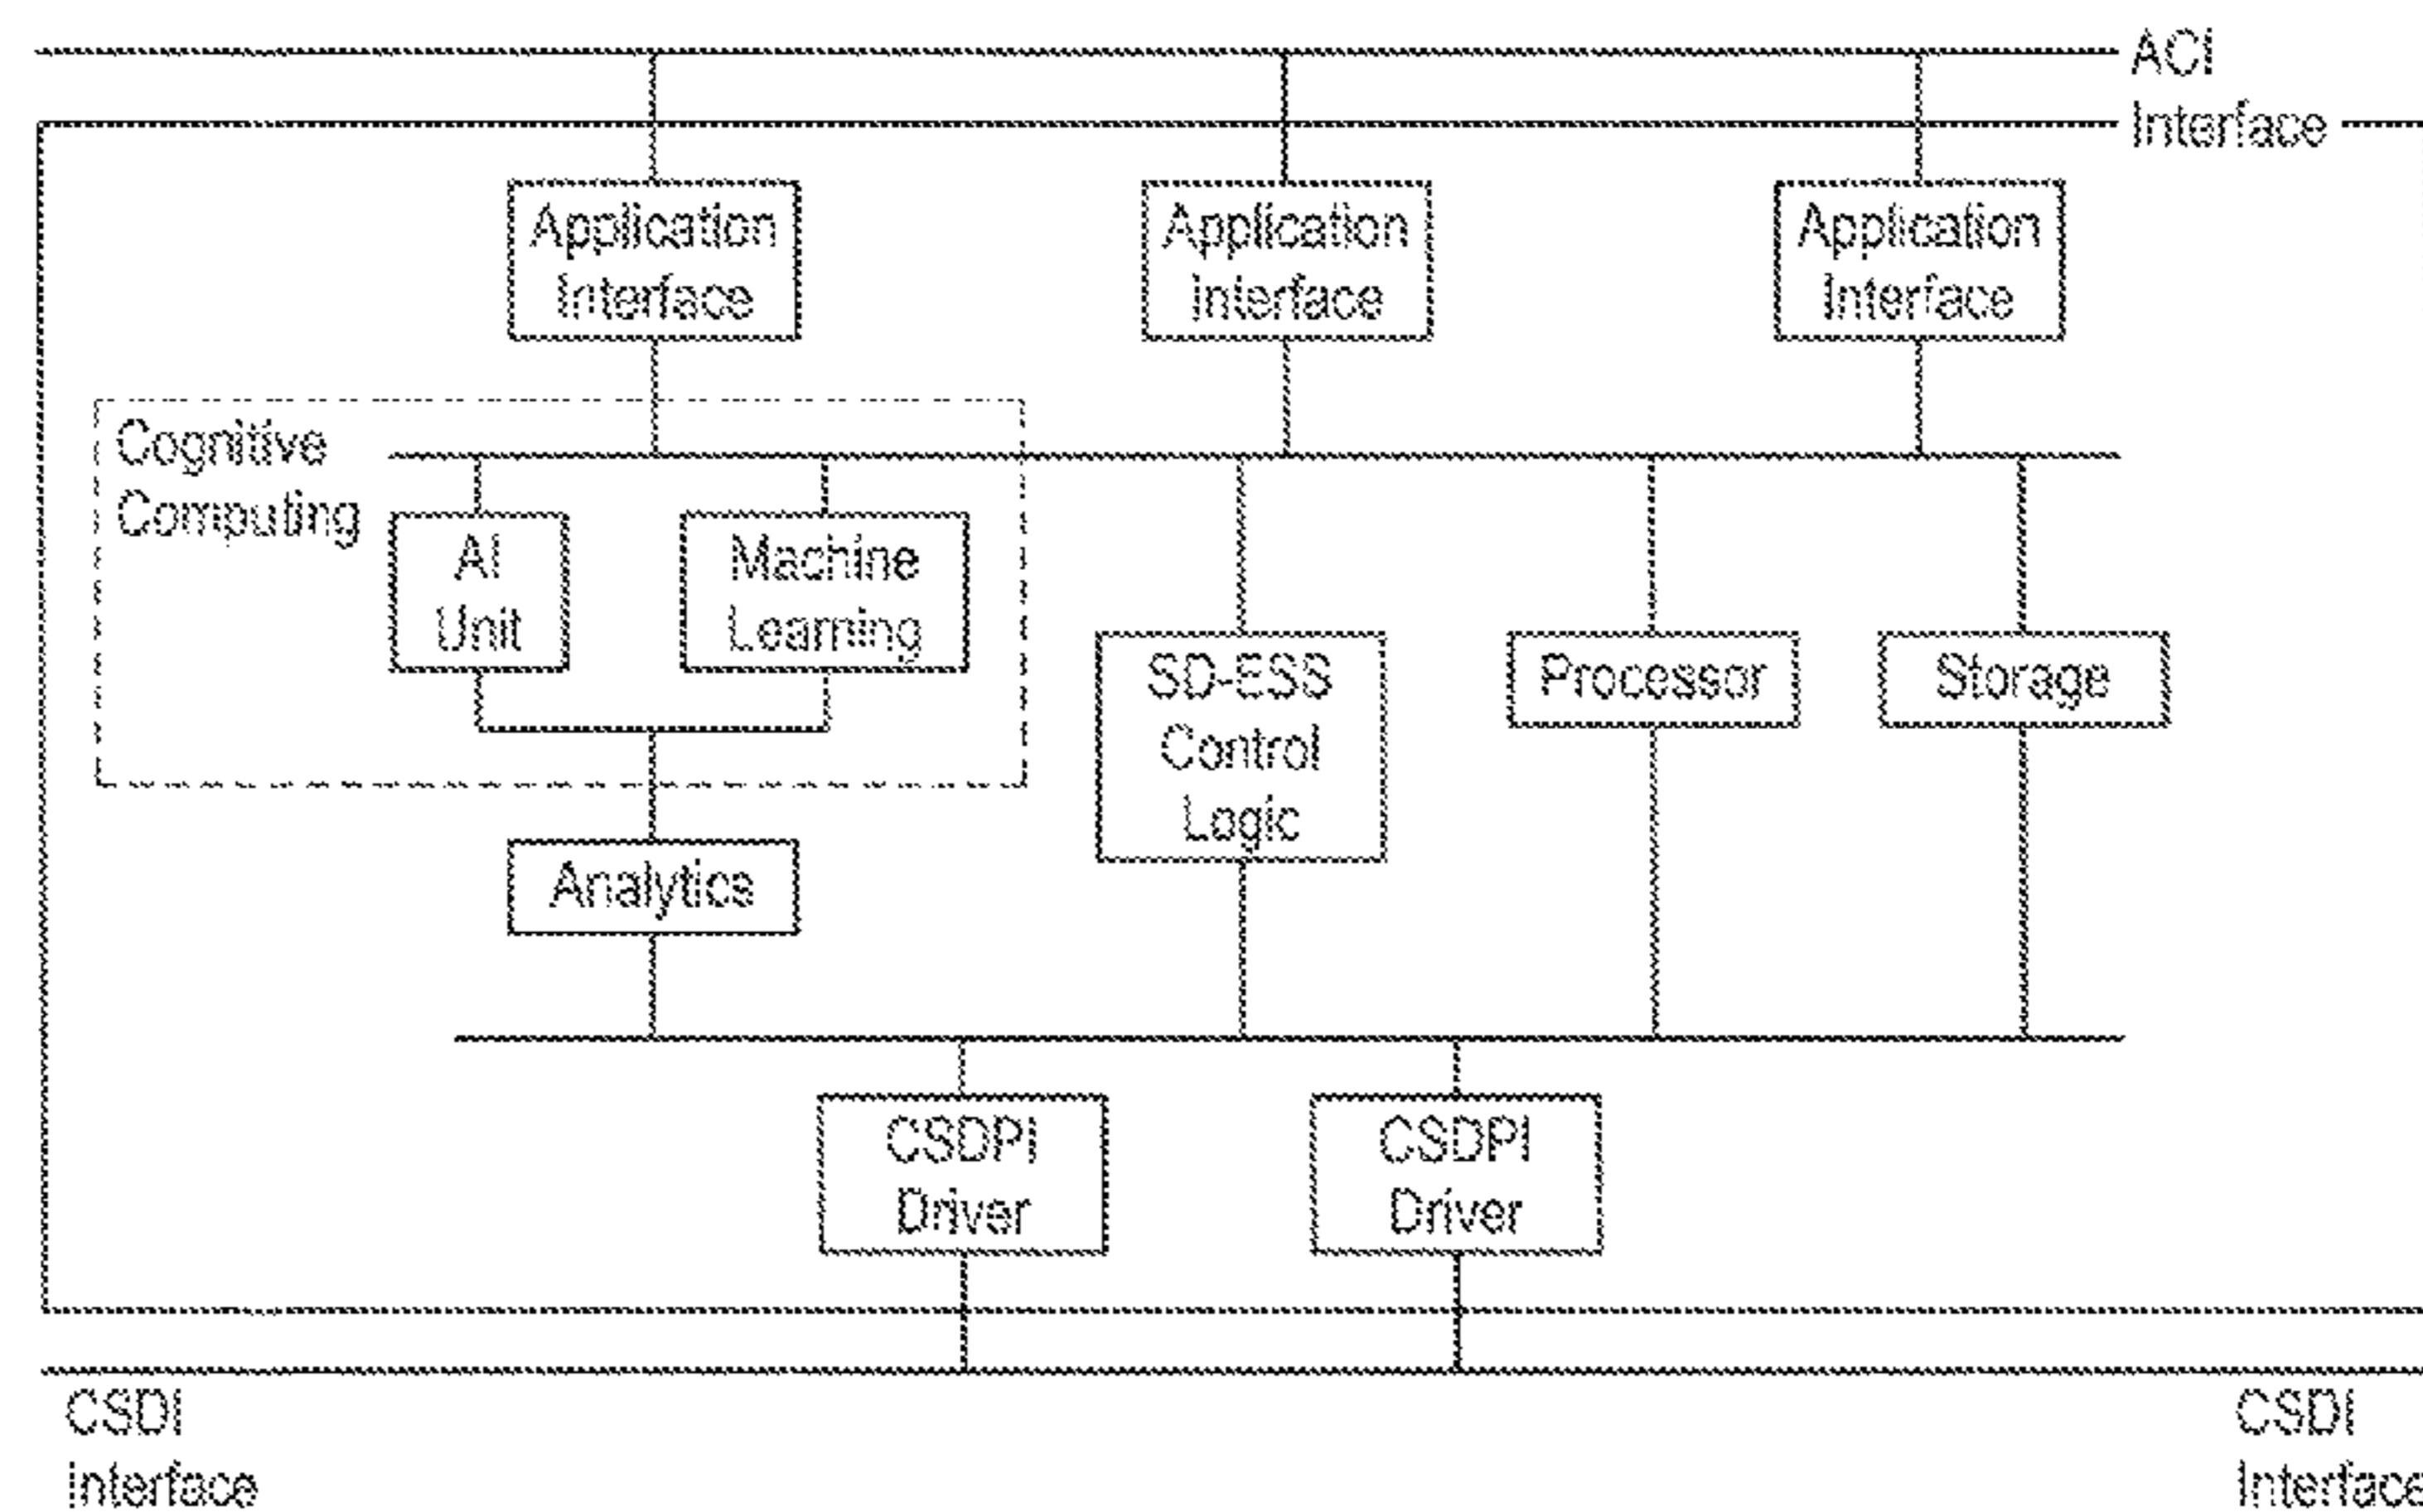 ACI
Interface
Application
Interface
Application
Interface
Application
Interface
Cognitive
Computing
AI
Unit
Machine
Learning
SD-ESS
Control
Logic
Processor
Storage
Analytics
CSDPI
Driver
CSDPI
Driver
CSDI
Interface
CSDI
Interface